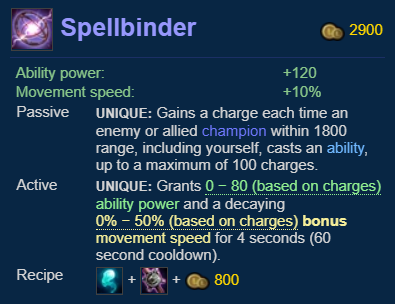 Spellbinder 2900
Ability power: +120
Movement speed: +10%
Passive UNIQUE: Gains a charge each time an
enemy or allied champion within 1800
range, including yourself, casts an ability,
up to a maximum of 100 charges.
Active UNIQUE: Grants 0 − 80 (based on charges)
ability power and a decaying
0% − 50% (based on charges) bonus
movement speed for 4 seconds (60
second cooldown).
Recipe + + 800